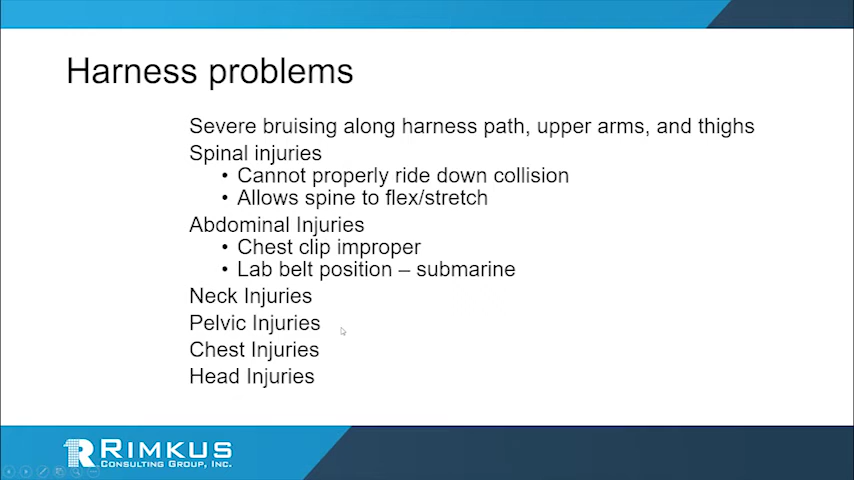 Harness problems
Severe bruising along harness path, upper arms, and thighs
Spinal injuries
• Cannot properly ride down collision
• Allows spine to flex/stretch
Abdominal Injuries
• Chest clip improper
• Lab belt position – submarine
Neck Injuries
Pelvic Injuries
Chest Injuries
Head Injuries
RIMKUS
CONSULTING GROUP, INC.